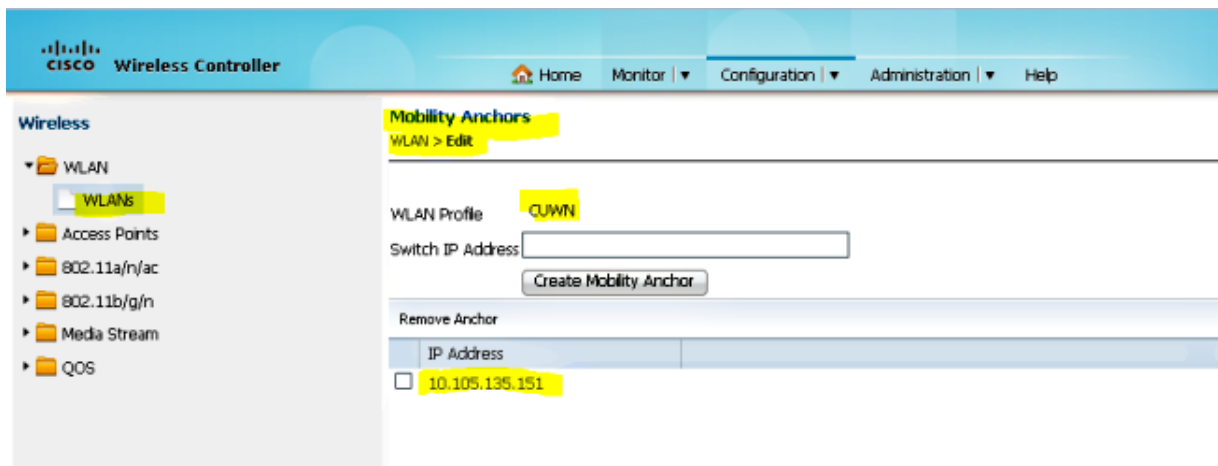 CISCO Wireless Controller
Home Monitor Configuration Administration Help
Wireless
WLAN
WLANs
Access Points
802.11a/n/ac
802.11b/g/n
Media Stream
QOS
Mobility Anchors
WLAN > Edit
WLAN Profile CUWN
Switch IP Address
Create Mobility Anchor
Remove Anchor
IP Address
10.105.135.151